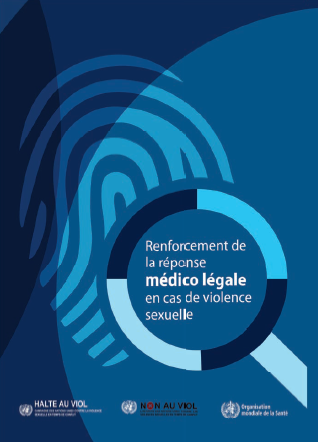 Renforcement de
la réponse
médico légale
en cas de violence
sexuelle
HALTE AU VIOL
NON AU VIOL
Organisation
mondiale de la Santé